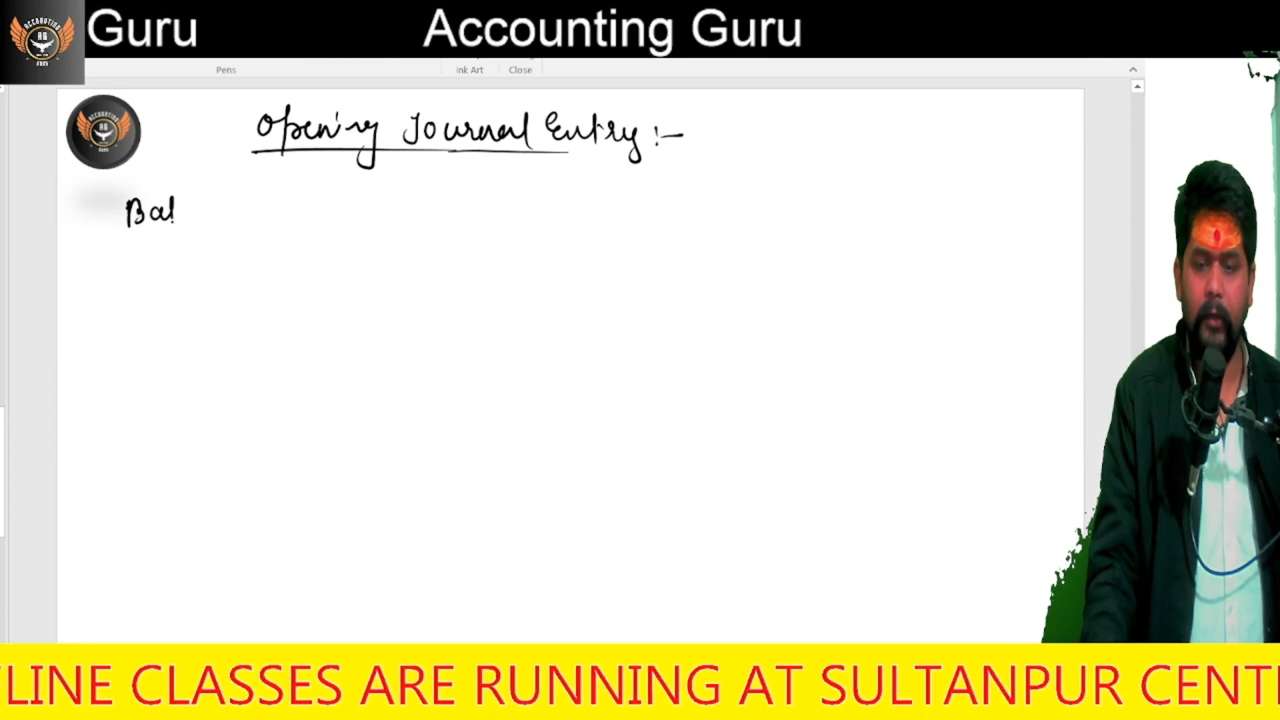 Guru Accounting Guru
Pens Ink Art Close
Opening Journal Entry :-
Bal
LINE CLASSES ARE RUNNING AT SULTANPUR CENT